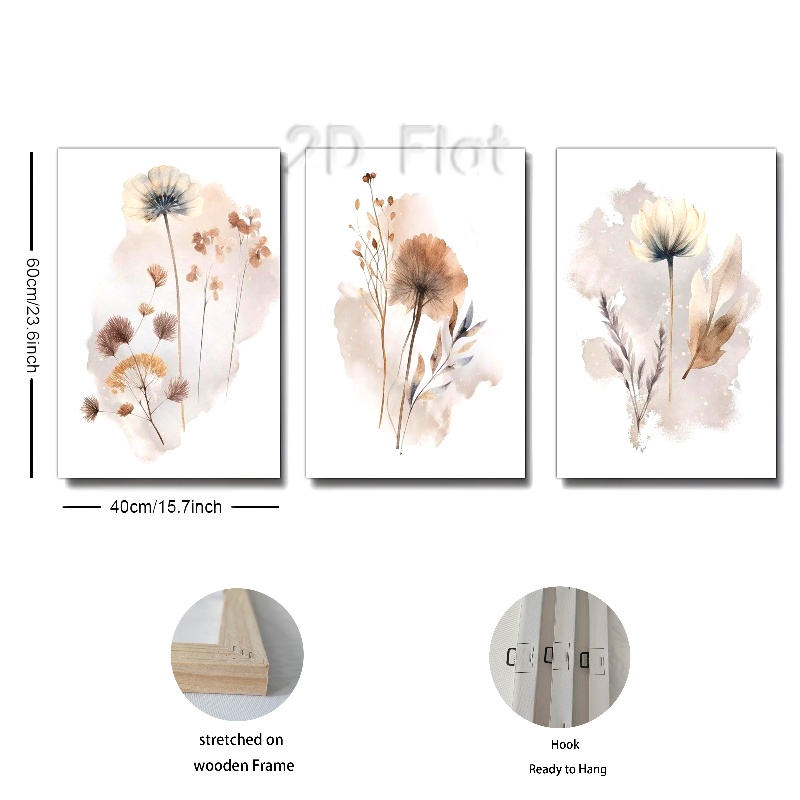 2D Flat
60cm/23.6inch
40cm/15.7inch
stretched on
wooden Frame
Hook
Ready to Hang